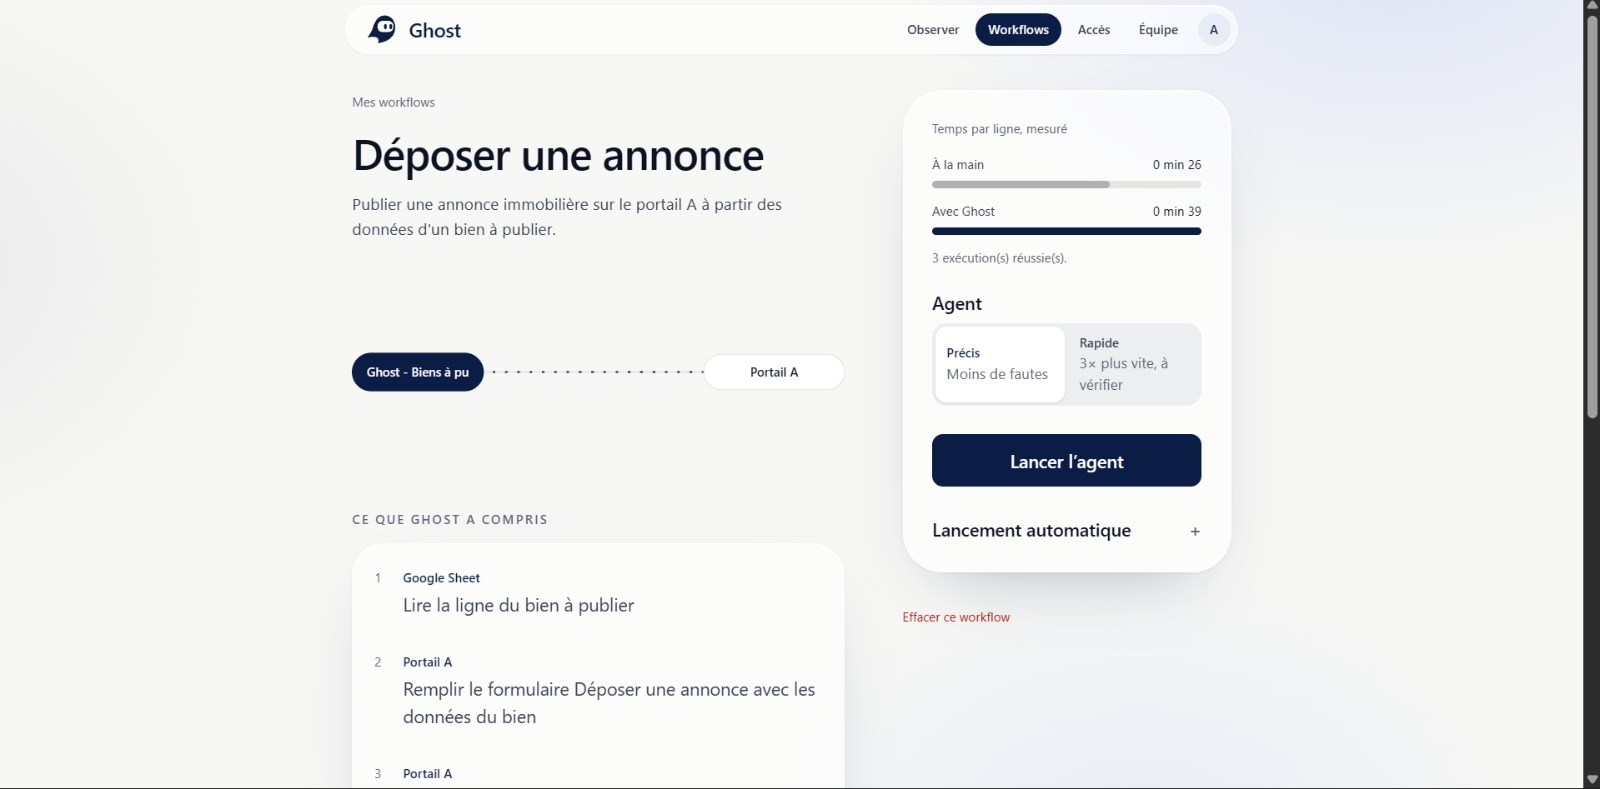 Ghost
Observer
Workflows
Accès
Équipe
A
Mes workflows
Déposer une annonce
Publier une annonce immobilière sur le portail A à partir des
données d'un bien à publier.
Ghost - Biens à pu
Portail A
CE QUE GHOST A COMPRIS
1 Google Sheet
Lire la ligne du bien à publier
2 Portail A
Remplir le formulaire Déposer une annonce avec les
données du bien
3 Portail A
Temps par ligne, mesuré
À la main 0 min 26
Avec Ghost 0 min 39
3 exécution(s) réussie(s).
Agent
Précis
Moins de fautes
Rapide
3× plus vite, à
vérifier
Lancer l’agent
Lancement automatique +
Effacer ce workflow